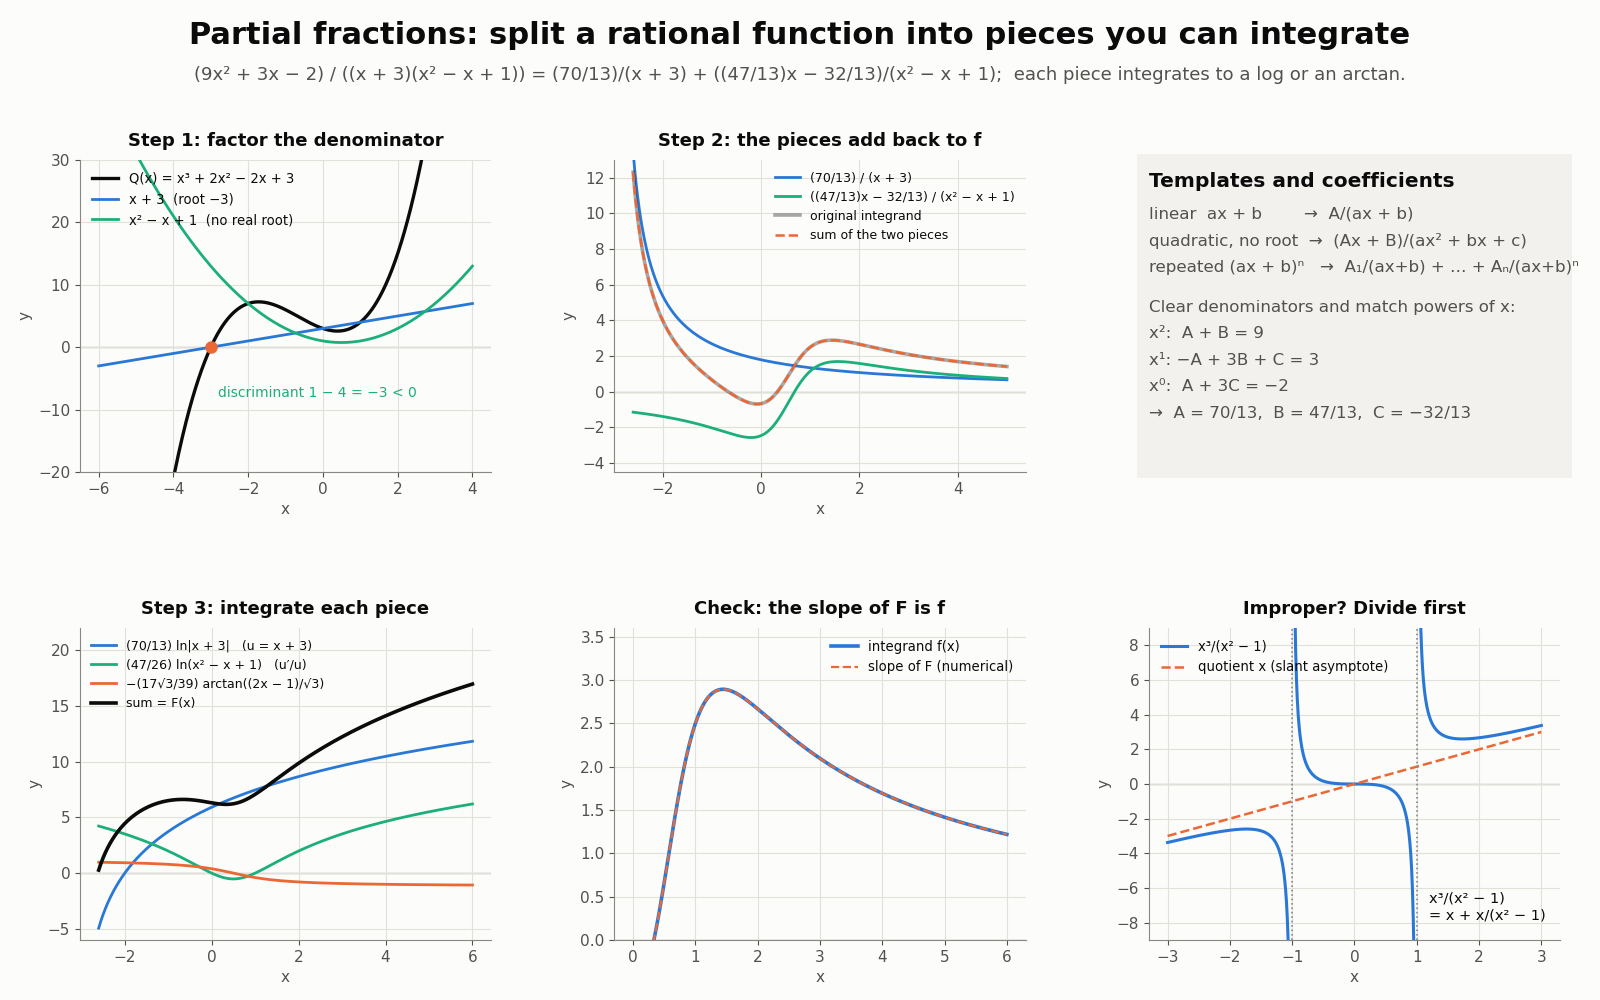 Partial fractions: split a rational function into pieces you can integrate
(9x² + 3x − 2) / ((x + 3)(x² − x + 1)) = (70/13)/(x + 3) + ((47/13)x − 32/13)/(x² − x + 1);  each piece integrates to a log or an arctan.
Step 1: factor the denominator
30
20
10
0
−10
−20
y
Q(x) = x³ + 2x² − 2x + 3
x + 3  (root −3)
x² − x + 1  (no real root)
discriminant 1 − 4 = −3 < 0
−6 −4 −2 0 2 4
x
Step 2: the pieces add back to f
12
10
8
6
4
2
0
−2
−4
y
(70/13) / (x + 3)
((47/13)x − 32/13) / (x² − x + 1)
original integrand
sum of the two pieces
−2 0 2 4
x
Templates and coefficients
linear  ax + b        →  A/(ax + b)
quadratic, no root  →  (Ax + B)/(ax² + bx + c)
repeated (ax + b)ⁿ   →  A₁/(ax+b) + … + Aₙ/(ax+b)ⁿ
Clear denominators and match powers of x:
x²:  A + B = 9
x¹: −A + 3B + C = 3
x⁰:  A + 3C = −2
→  A = 70/13,  B = 47/13,  C = −32/13
Step 3: integrate each piece
20
15
10
5
0
−5
y
(70/13) ln|x + 3|   (u = x + 3)
(47/26) ln(x² − x + 1)   (u′/u)
−(17√3/39) arctan((2x − 1)/√3)
sum = F(x)
−2 0 2 4 6
x
Check: the slope of F is f
3.5
3.0
2.5
2.0
1.5
1.0
0.5
0.0
y
integrand f(x)
slope of F (numerical)
0 1 2 3 4 5 6
x
Improper? Divide first
8
6
4
2
0
−2
−4
−6
−8
y
x³/(x² − 1)
quotient x (slant asymptote)
x³/(x² − 1)
= x + x/(x² − 1)
−3 −2 −1 0 1 2 3
x